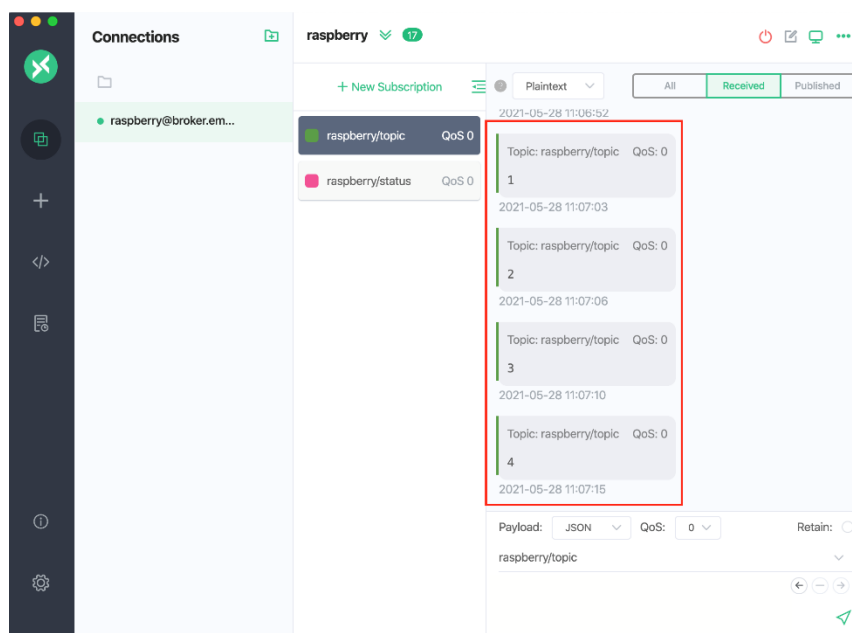 Connections
raspberry 17
+ New Subscription
Plaintext
All Received Published
raspberry@broker.em...
raspberry/topic QoS 0
raspberry/status QoS 0
2021-05-28 11:06:52
Topic: raspberry/topic QoS: 0
1
2021-05-28 11:07:03
Topic: raspberry/topic QoS: 0
2
2021-05-28 11:07:06
Topic: raspberry/topic QoS: 0
3
2021-05-28 11:07:10
Topic: raspberry/topic QoS: 0
4
2021-05-28 11:07:15
Payload: JSON QoS: 0 Retain:
raspberry/topic